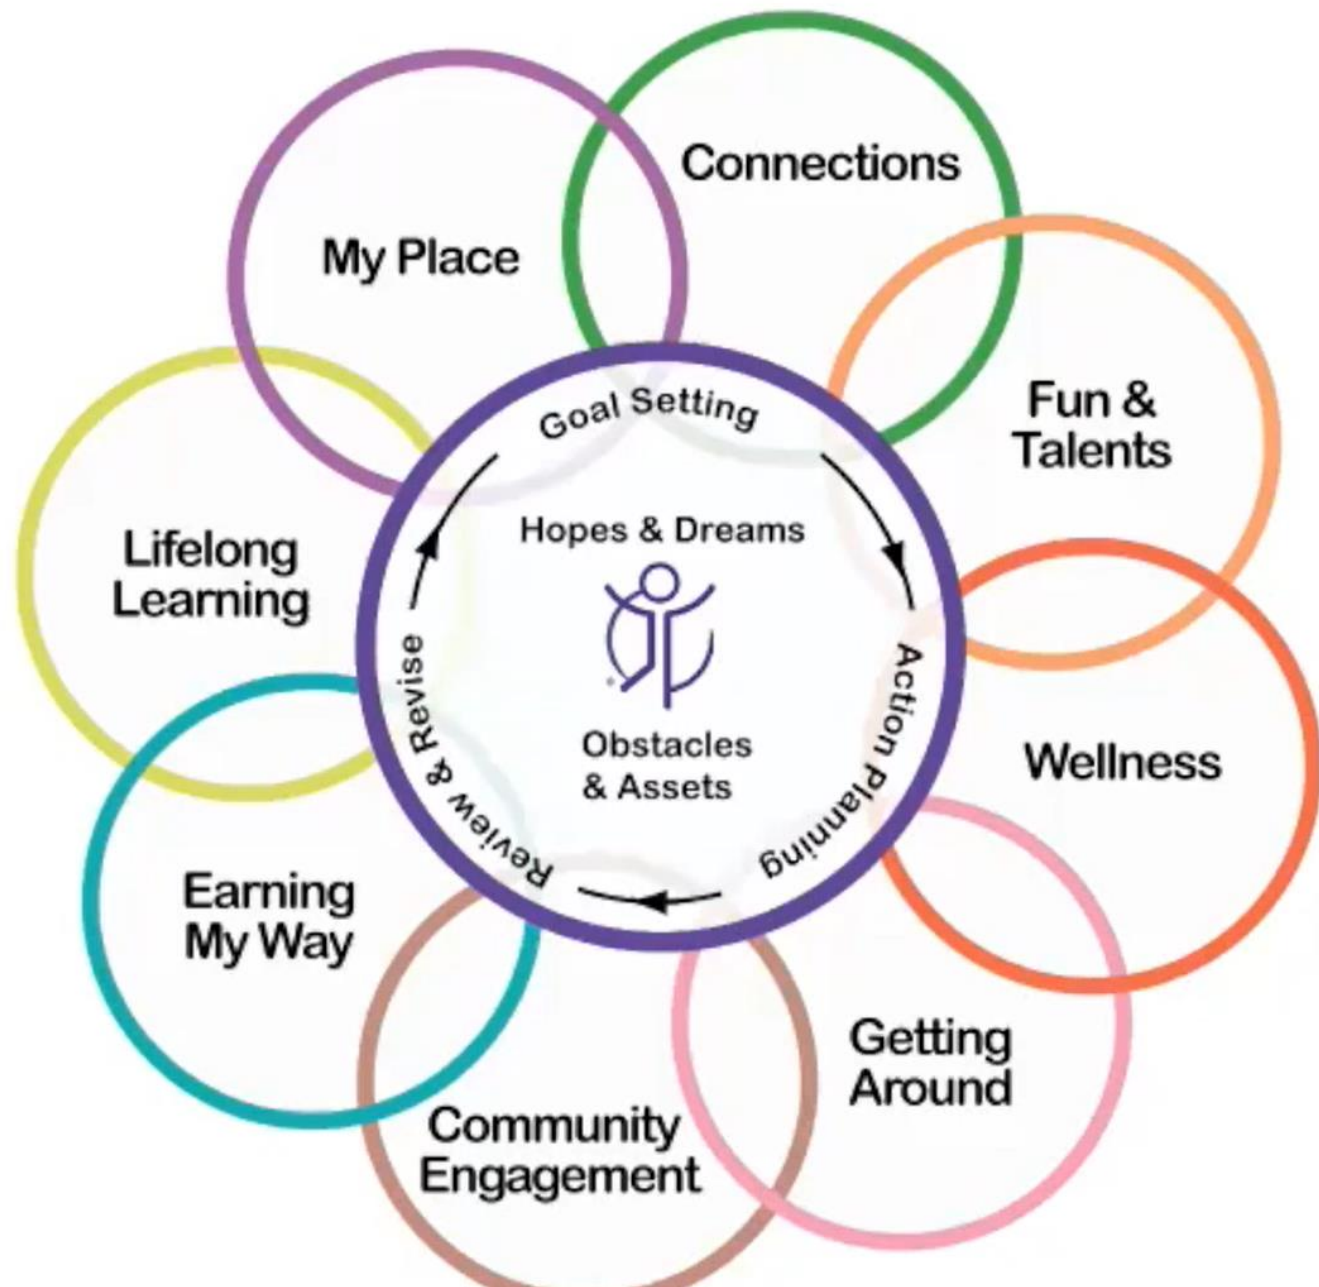 Connections
My Place
Fun &
Talents
Goal Setting
Hopes & Dreams
Lifelong
Learning
Review & Revise
Action Planning
Obstacles
& Assets
Wellness
Earning
My Way
Getting
Around
Community
Engagement